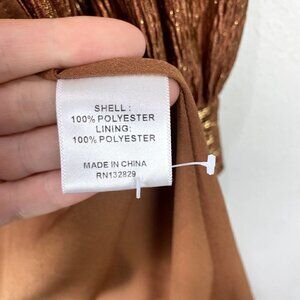 SHELL :
100% POLYESTER
LINING:
100% POLYESTER
MADE IN CHINA
RN132829